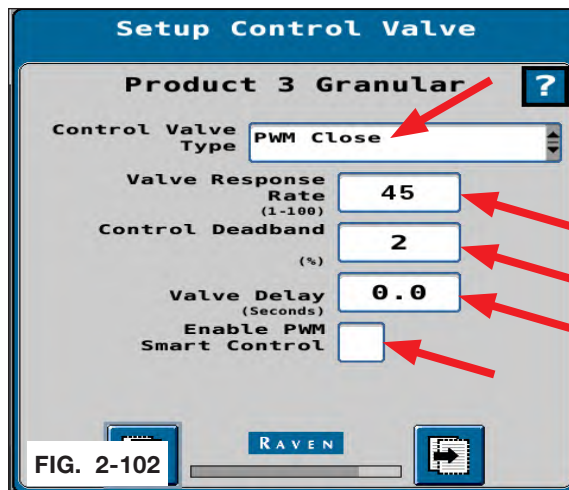 Setup Control Valve
Product 3 Granular
?
Control Valve
Type
PWM Close
Valve Response
Rate
(1-100)
45
Control Deadband
(%)
2
Valve Delay
(Seconds)
0.0
Enable PWM
Smart Control
RAVEN
FIG. 2-102